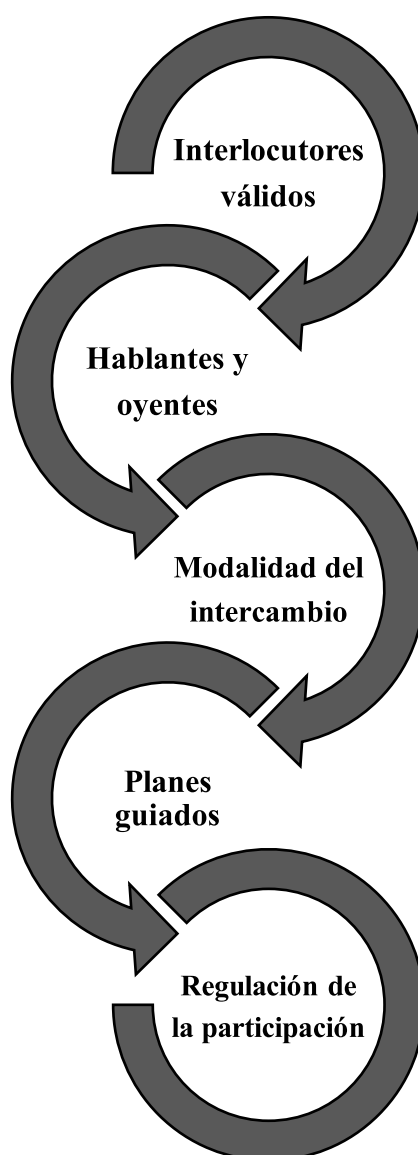 Interlocutores
válidos
Hablantes y
oyentes
Modalidad del
intercambio
Planes
guiados
Regulación de
la participación